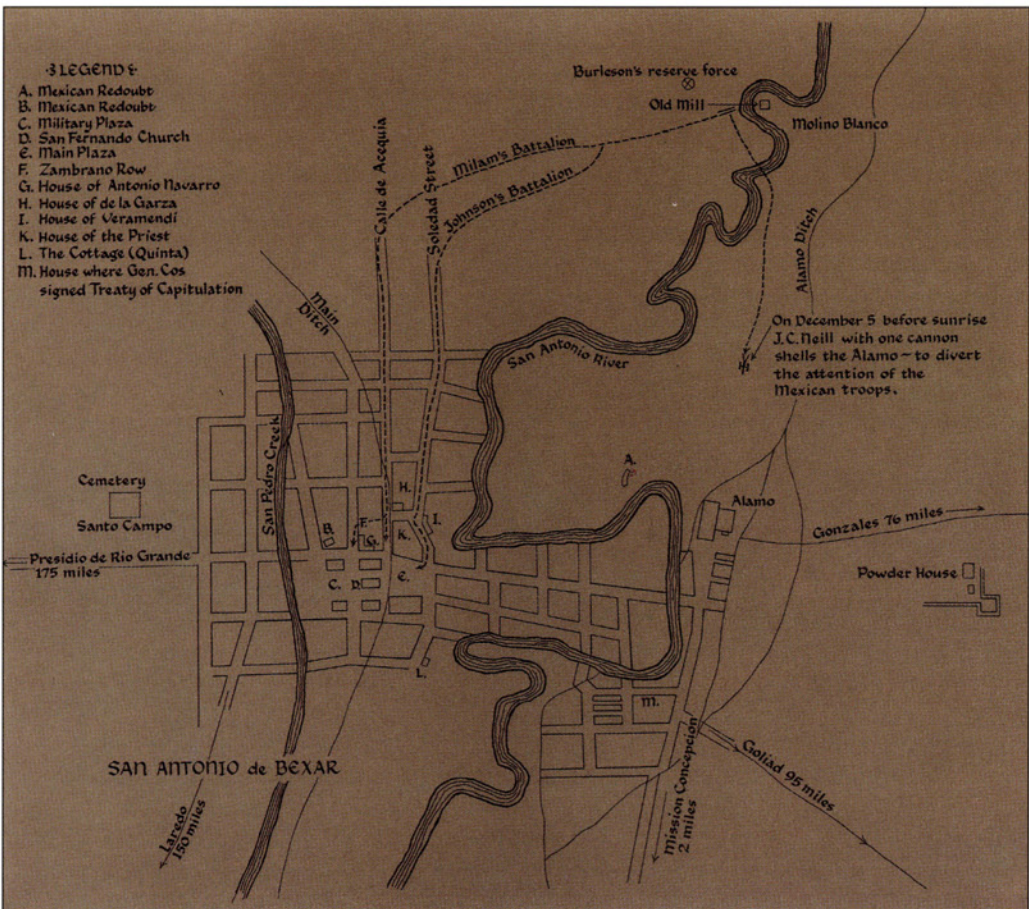 LEGEND
A. Mexican Redoubt
B. Mexican Redoubt
C. Military Plaza
D. San Fernando Church
E. Main Plaza
F. Zambrano Row
G. House of Antonio Navarro
H. House of de la Garza
I. House of Veramendi
K. House of the Priest
L. The Cottage (Quinta)
M. House where Gen. Cos
signed Treaty of Capitulation
Burleson's reserve force
Old Mill
Molino Blanco
Milam's Battalion
Johnson's Battalion
Calle de Acequia
Soledad Street
Alamo Ditch
Main
Ditch
San Antonio River
On December 5 before sunrise
J.C. Neill with one cannon
shells the Alamo ~ to divert
the attention of the
Mexican troops.
San Pedro Creek
Cemetery
Santo Campo
Presidio de Rio Grande
175 miles
A.
Alamo
Gonzales 76 miles
Powder House
H.
I.
B.
F.
G.
K.
C.
D.
E.
L.
M.
SAN ANTONIO de BEXAR
Laredo
150 miles
Mission Concepcion
2 miles
Goliad 95 miles